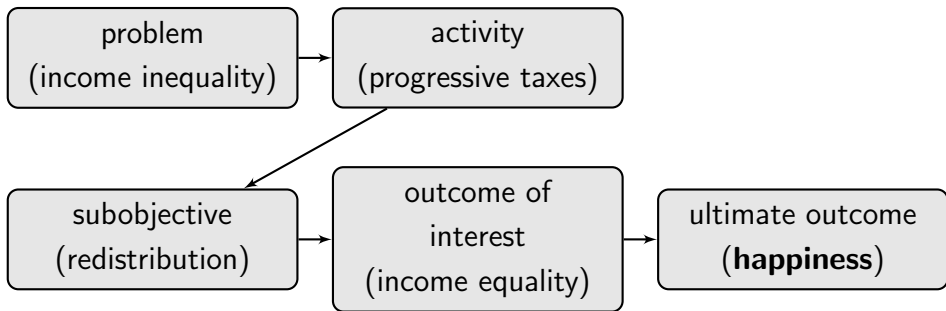 problem
(income inequality)
activity
(progressive taxes)
subobjective
(redistribution)
outcome of
interest
(income equality)
ultimate outcome
(happiness)